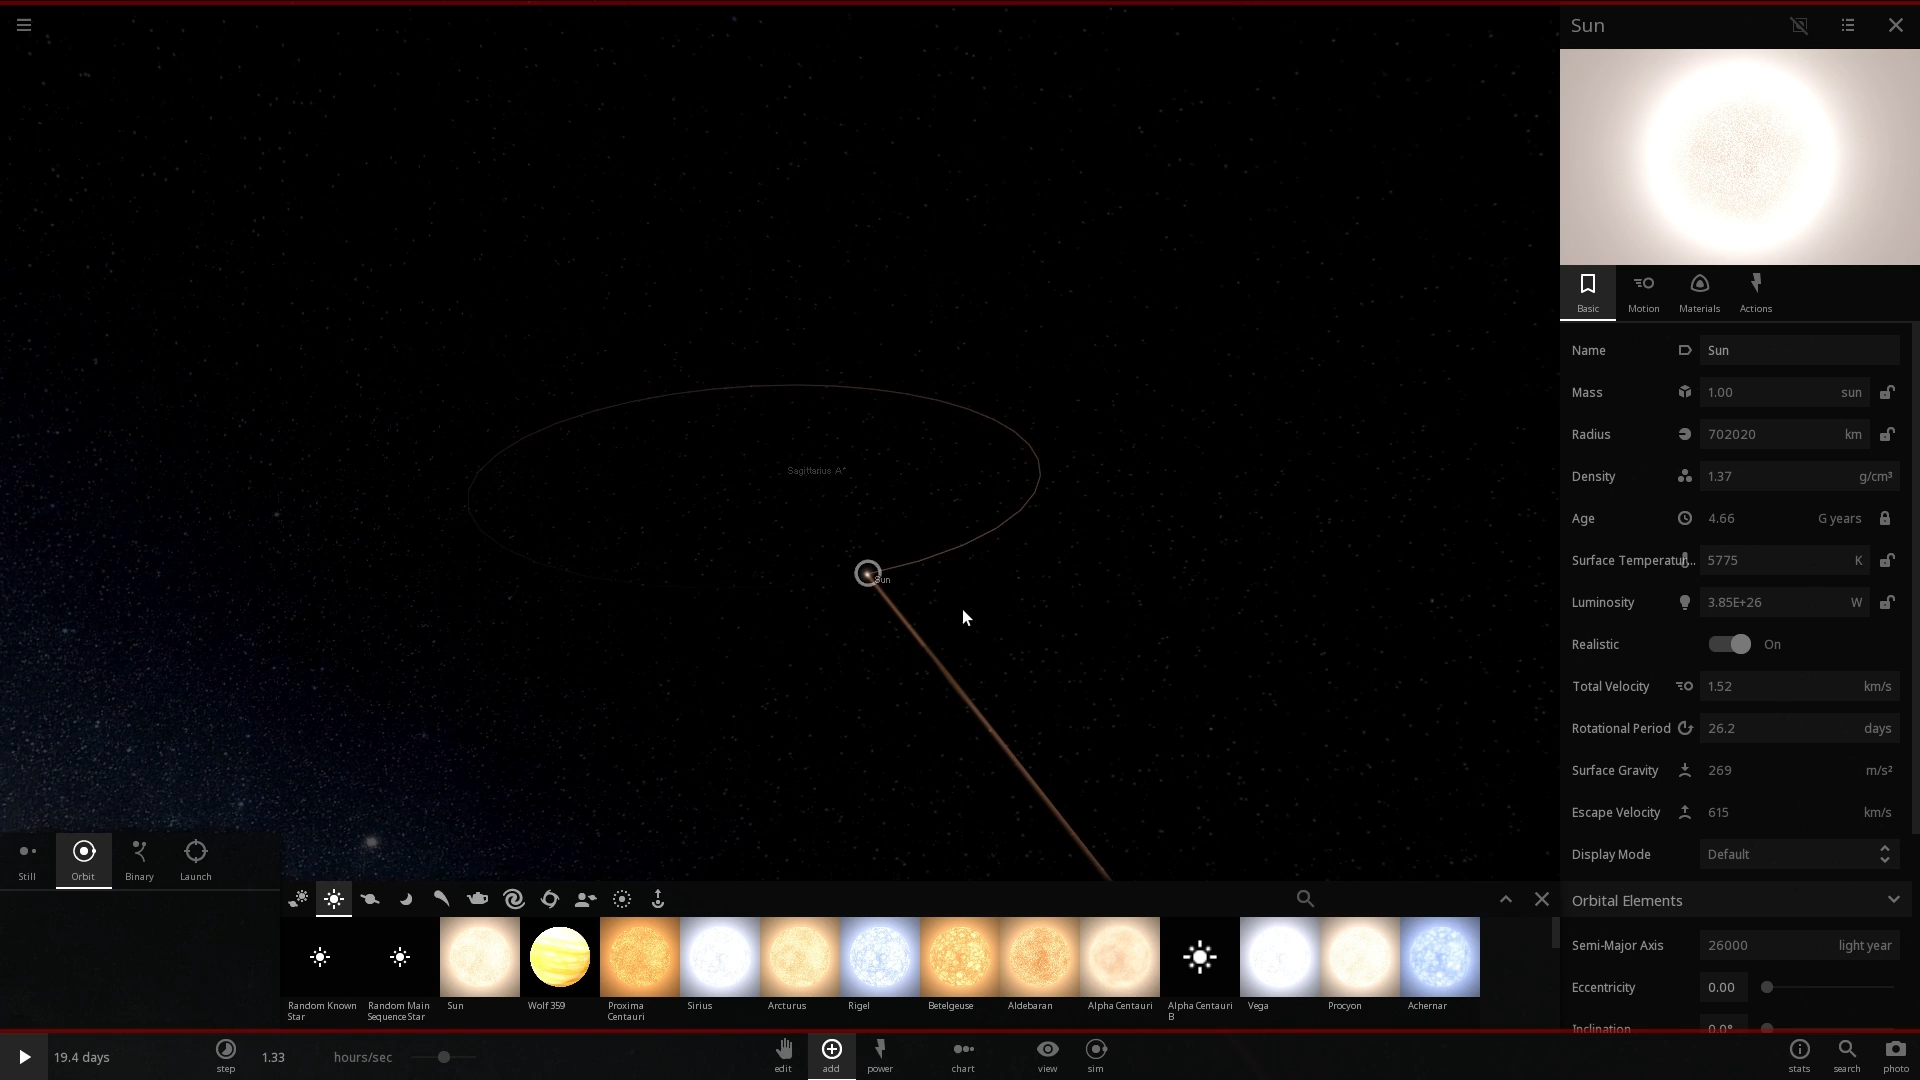 Sun
Sagittarius A*
Sun
Basic
Motion
Materials
Actions
Name
Sun
Mass
1.00
sun
Radius
702020
km
Density
1.37
g/cm³
Age
4.66
G years
Surface Temperatur...
5775
K
Luminosity
3.85E+26
W
Realistic
On
Total Velocity
1.52
km/s
Rotational Period
26.2
days
Surface Gravity
269
m/s²
Escape Velocity
615
km/s
Display Mode
Default
Orbital Elements
Semi-Major Axis
26000
light year
Eccentricity
0.00
Inclination
0.0°
Still
Orbit
Binary
Launch
Random Known
Star
Random Main
Sequence Star
Sun
Wolf 359
Proxima
Centauri
Sirius
Arcturus
Rigel
Betelgeuse
Aldebaran
Alpha Centauri
Alpha Centauri
B
Vega
Procyon
Achernar
19.4 days
step
1.33
hours/sec
edit
add
power
chart
view
sim
stats
search
photo